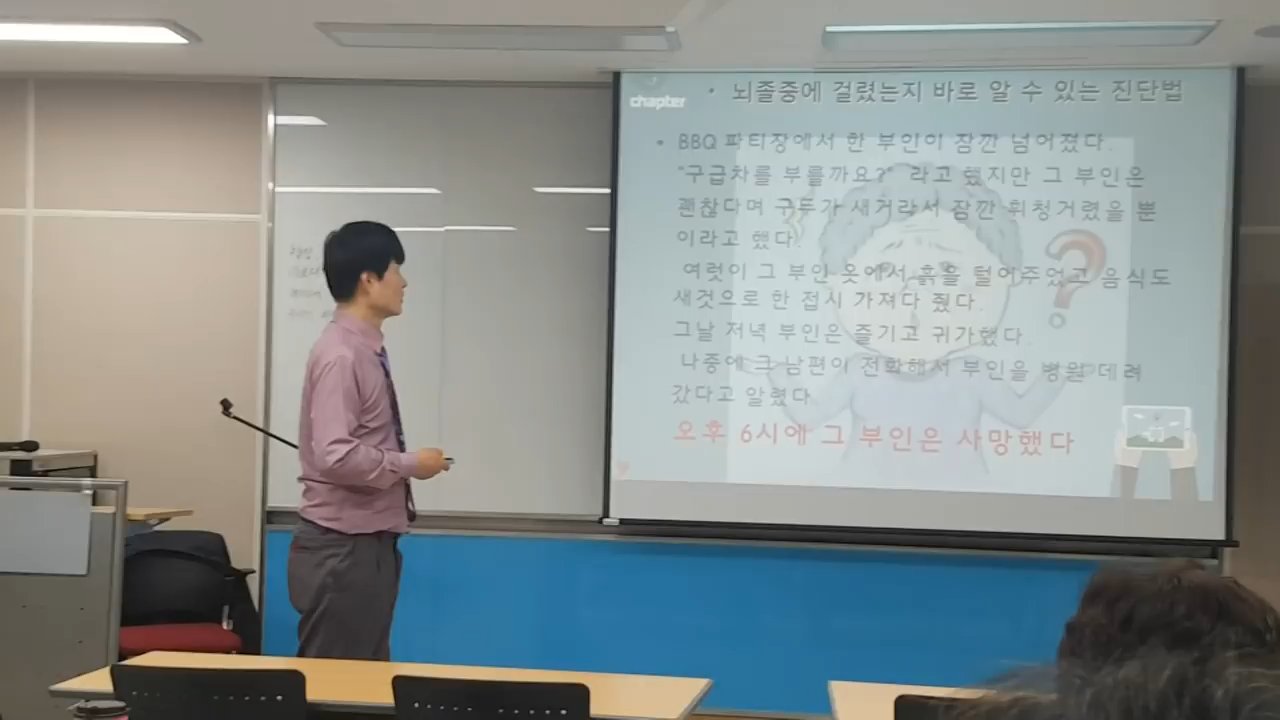 chapter
• 뇌졸중에 걸렸는지 바로 알 수 있는 진단법
• BBQ 파티장에서 한 부인이 잠깐 넘어졌다.
"구급차를 부를까요?" 라고 했지만 그 부인은
괜찮다며 구두가 새거라서 잠깐 휘청거렸을 뿐
이라고 했다.
여럿이 그 부인 옷에서 흙을 털어주었고 음식도
새것으로 한 접시 가져다 줬다.
그날 저녁 부인은 즐기고 귀가했다.
나중에 그 남편이 전화해서 부인을 병원 데려
갔다고 알렸다
오후 6시에 그 부인은 사망했다